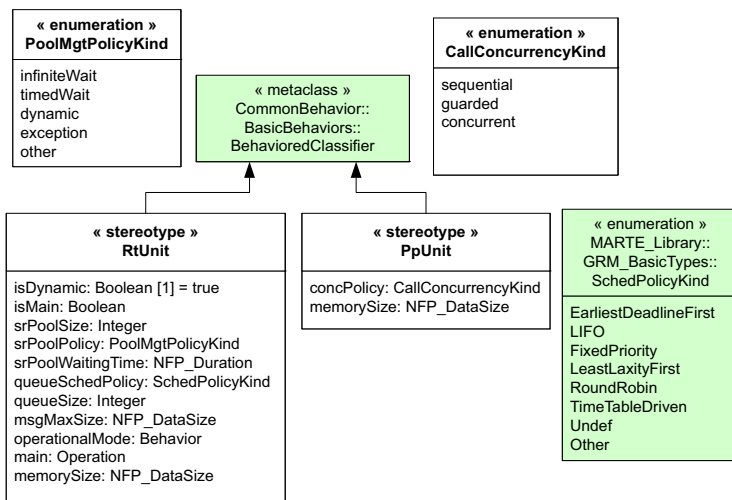 « enumeration »
PoolMgtPolicyKind
infiniteWait
timedWait
dynamic
exception
other
« metaclass »
CommonBehavior::
BasicBehaviors::
BehavioredClassifier
« enumeration »
CallConcurrencyKind
sequential
guarded
concurrent
« stereotype »
RtUnit
isDynamic: Boolean [1] = true
isMain: Boolean
srPoolSize: Integer
srPoolPolicy: PoolMgtPolicyKind
srPoolWaitingTime: NFP_Duration
queueSchedPolicy: SchedPolicyKind
queueSize: Integer
msgMaxSize: NFP_DataSize
operationalMode: Behavior
main: Operation
memorySize: NFP_DataSize
« stereotype »
PpUnit
concPolicy: CallConcurrencyKind
memorySize: NFP_DataSize
« enumeration »
MARTE_Library::
GRM_BasicTypes::
SchedPolicyKind
EarliestDeadlineFirst
LIFO
FixedPriority
LeastLaxityFirst
RoundRobin
TimeTableDriven
Undef
Other